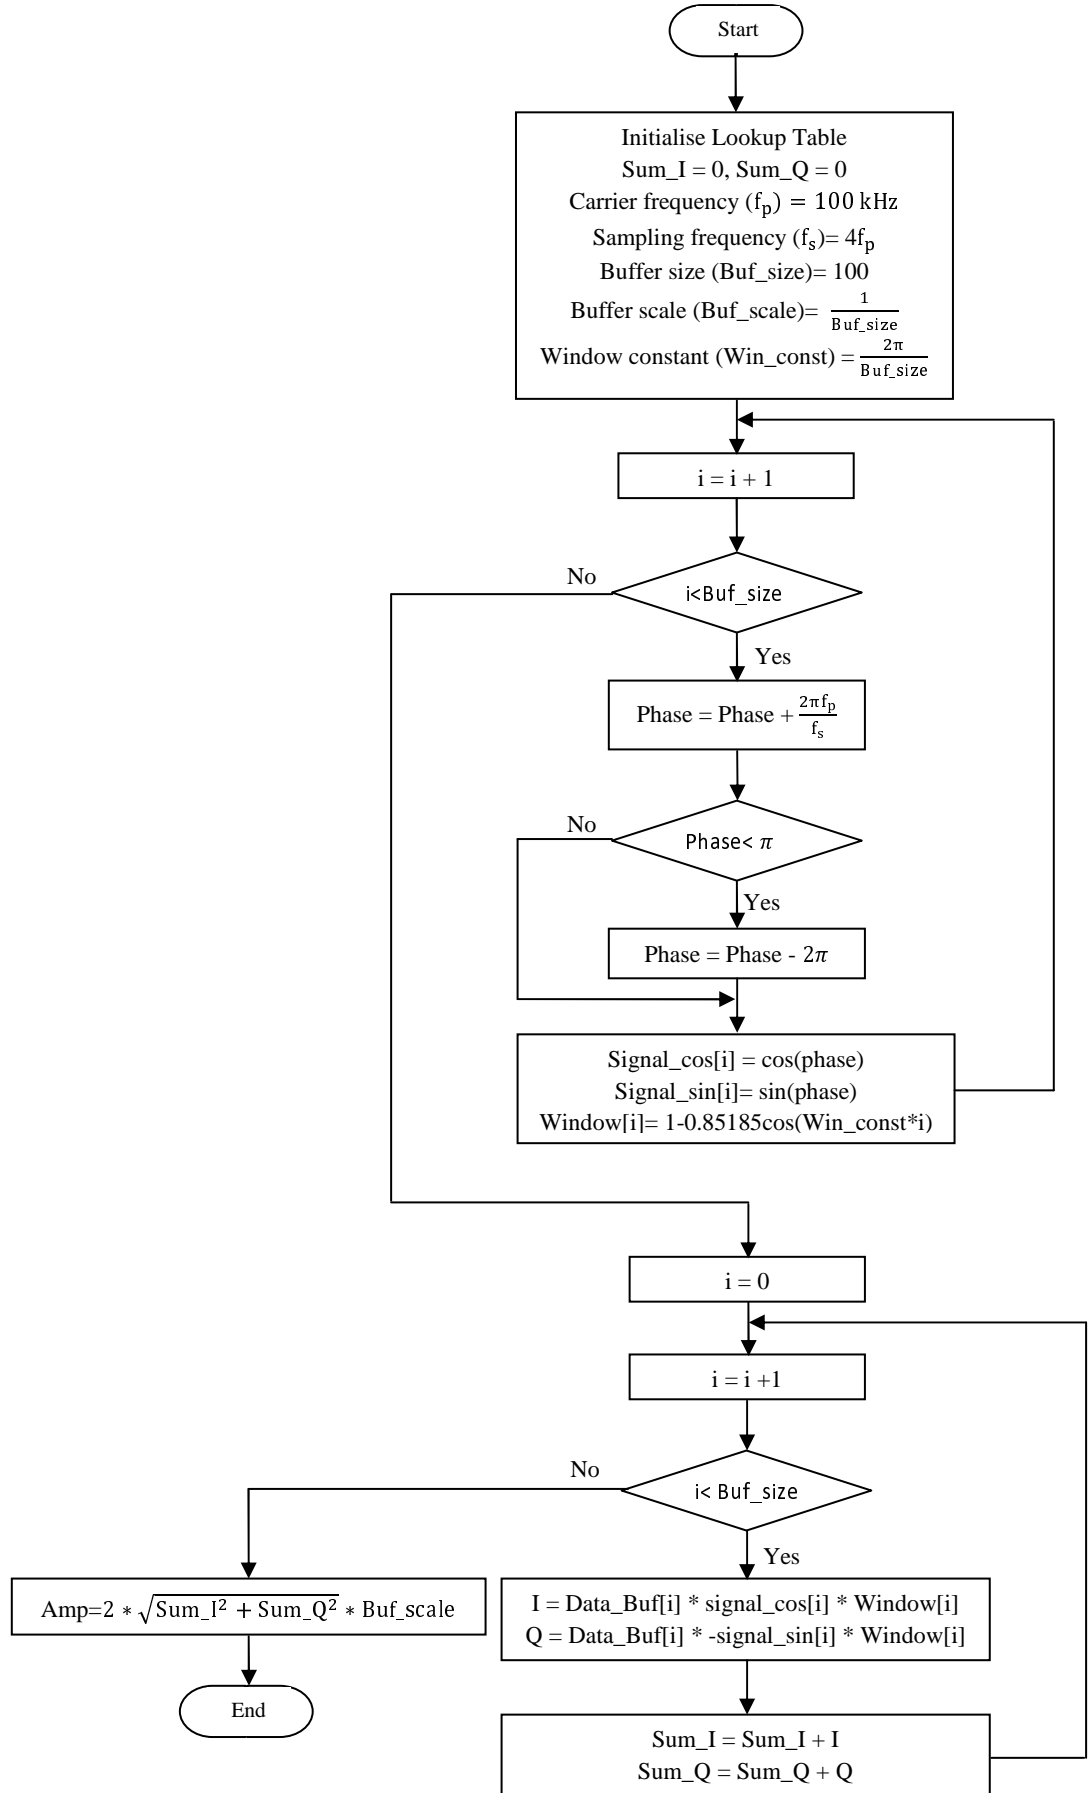 Start
Initialise Lookup Table
Sum_I = 0, Sum_Q = 0
Carrier frequency (fₚ) = 100 kHz
Sampling frequency (fₛ)= 4fₚ
Buffer size (Buf_size)= 100
Buffer scale (Buf_scale)= 1/Buf_size
Window constant (Win_const) = 2π/Buf_size
i = i + 1
No
i<Buf_size
Yes
Phase = Phase + 2πfₚ/fₛ
No
Phase< π
Yes
Phase = Phase - 2π
Signal_cos[i] = cos(phase)
Signal_sin[i]= sin(phase)
Window[i]= 1-0.85185cos(Win_const*i)
i = 0
i = i +1
No
i< Buf_size
Yes
Amp=2 * √(Sum_I² + Sum_Q²) * Buf_scale
I = Data_Buf[i] * signal_cos[i] * Window[i]
Q = Data_Buf[i] * -signal_sin[i] * Window[i]
End
Sum_I = Sum_I + I
Sum_Q = Sum_Q + Q